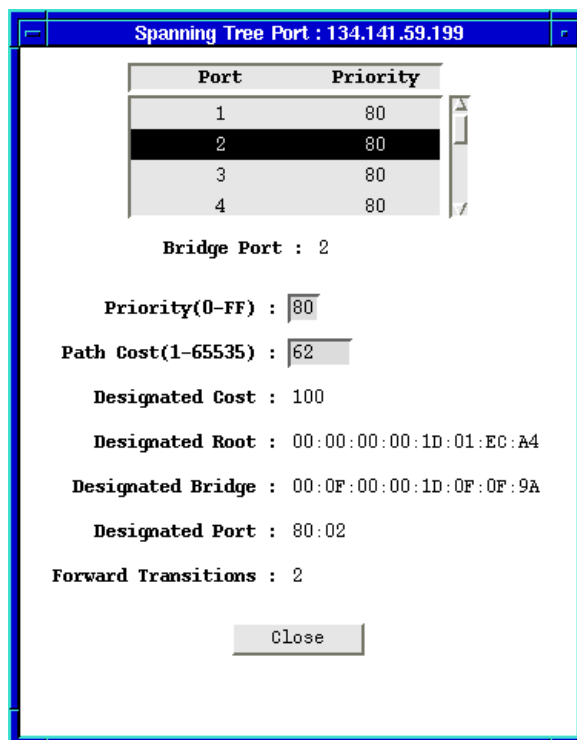 Spanning Tree Port : 134.141.59.199
Port Priority
1 80
2 80
3 80
4 80
Bridge Port : 2
Priority(0-FF) : 80
Path Cost(1-65535) : 62
Designated Cost : 100
Designated Root : 00:00:00:00:1D:01:EC:A4
Designated Bridge : 00:0F:00:00:1D:0F:0F:9A
Designated Port : 80:02
Forward Transitions : 2
Close